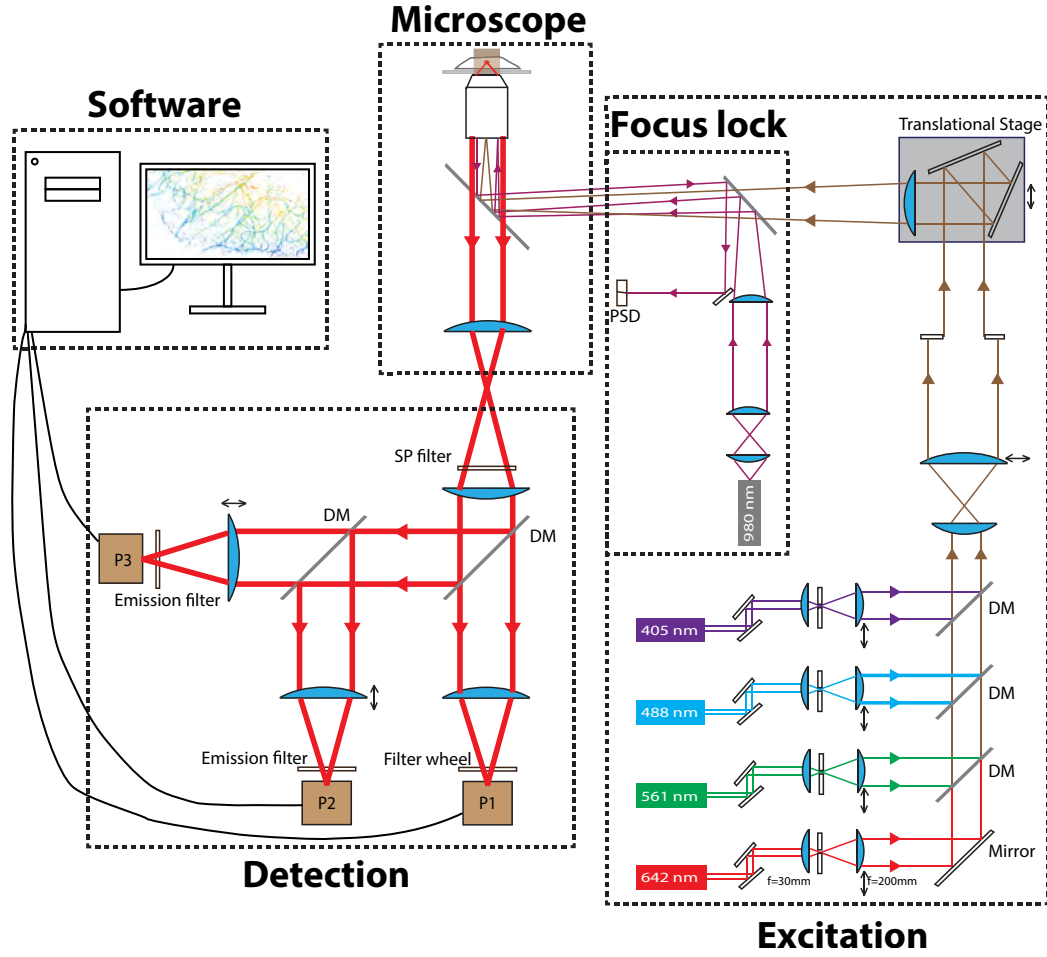 Microscope
Software
Focus lock
Translational Stage
PSD
980 nm
SP filter
DM
DM
P3
Emission filter
405 nm
DM
488 nm
DM
Emission filter
Filter wheel
561 nm
DM
P2
P1
642 nm
f=30mm
f=200mm
Mirror
Detection
Excitation